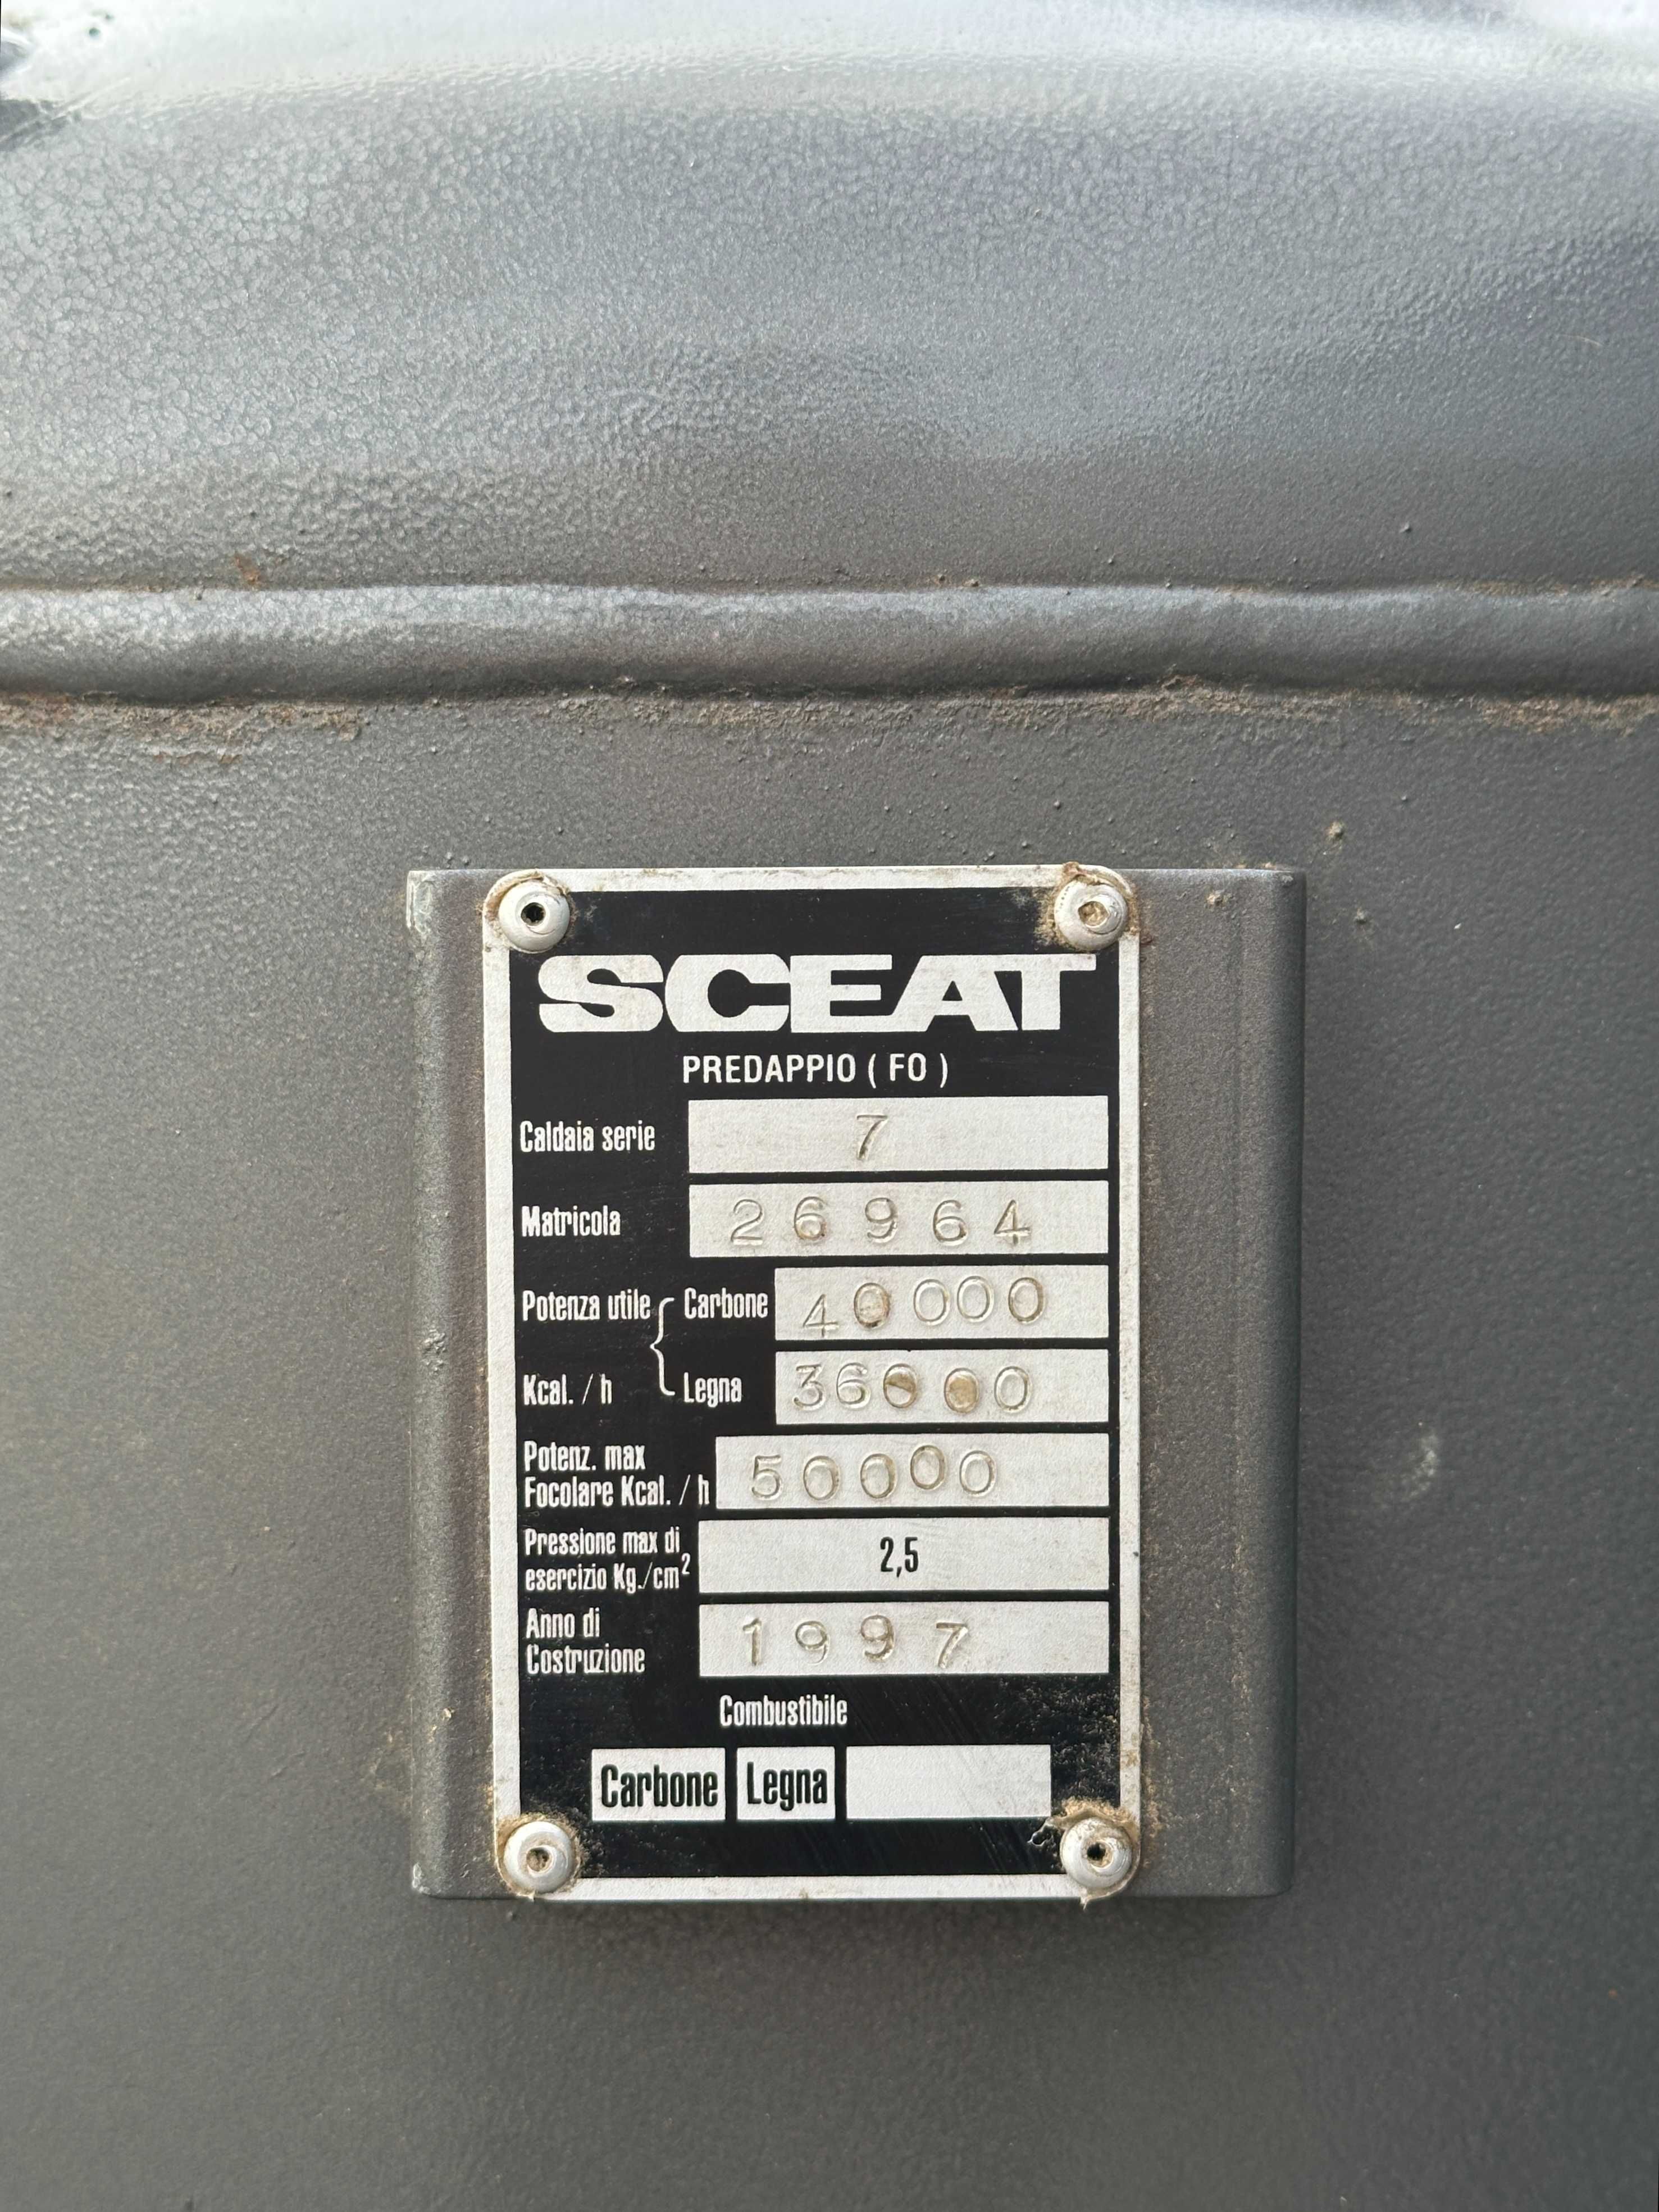 SCEAT
PREDAPPIO ( FO )
Caldaia serie 7
Matricola 26964
Potenza utile { Carbone 40000
Kcal. / h Legna 36000
Potenz. max
Focolare Kcal. / h 50000
Pressione max di
esercizio Kg./cm² 2,5
Anno di
Costruzione 1997
Combustibile
Carbone Legna